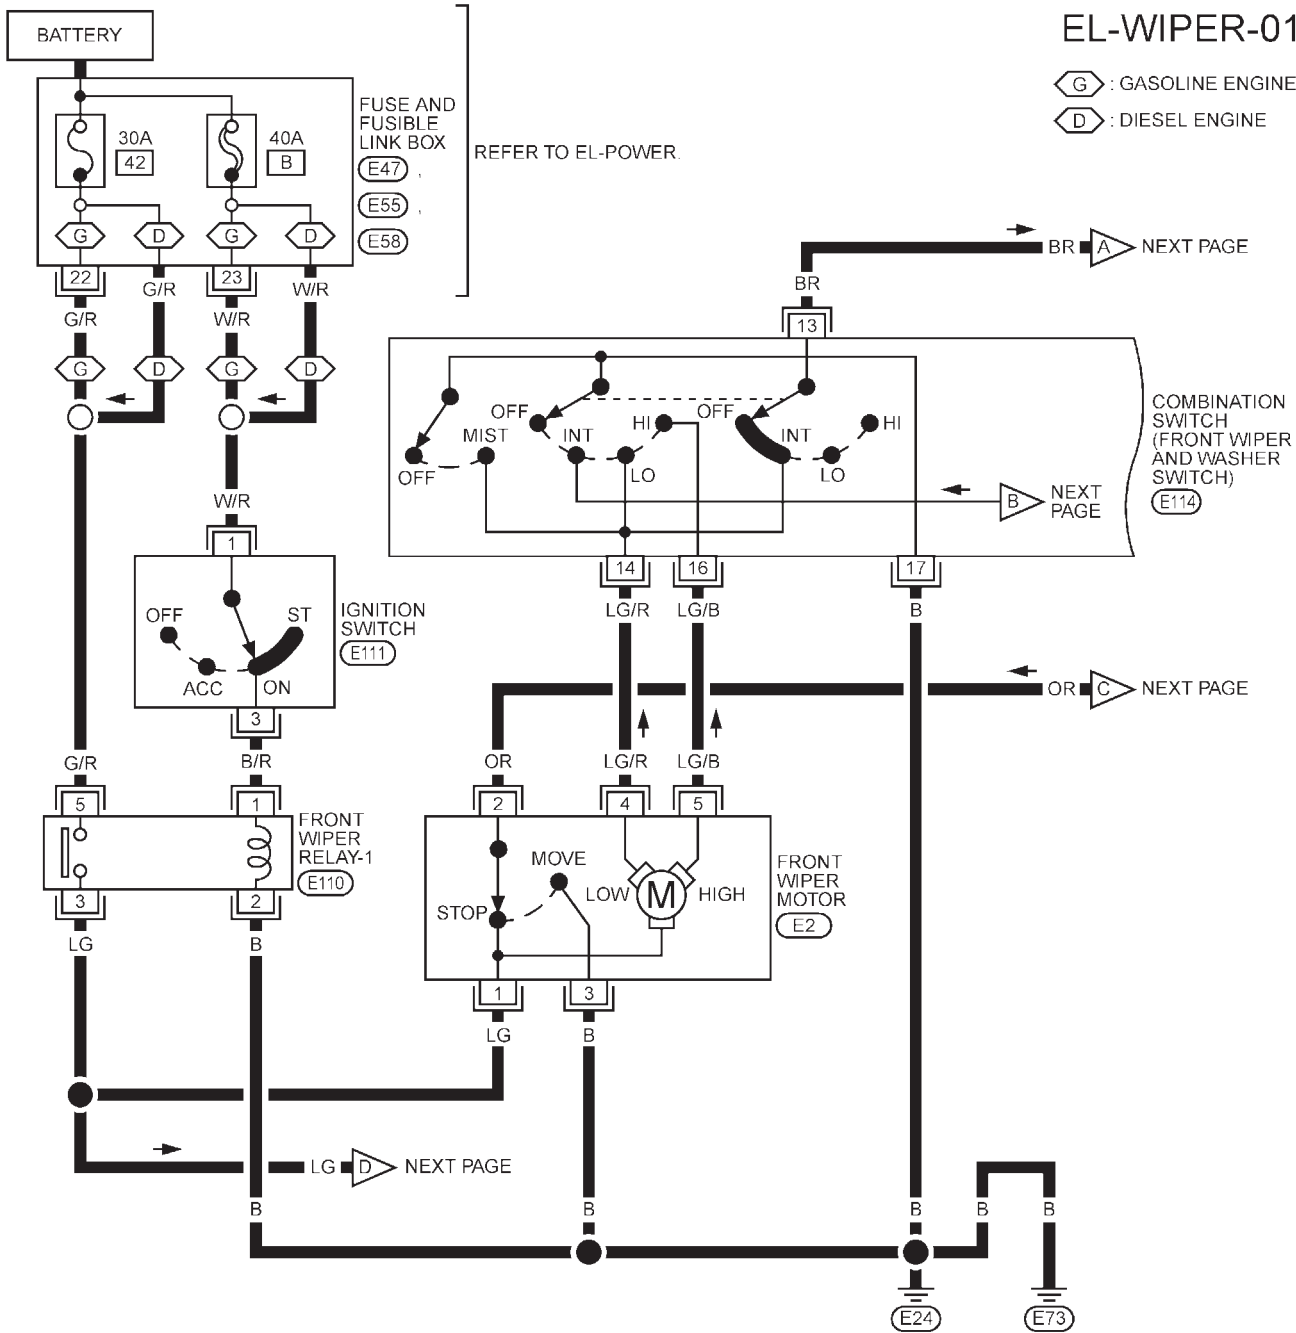 EL-WIPER-01
G : GASOLINE ENGINE
D : DIESEL ENGINE
BATTERY
FUSE AND
FUSIBLE
LINK BOX
E47 ,
E55 ,
E58
REFER TO EL-POWER.
30A
42
40A
B
G D G D
22 23
G/R W/R
G/R W/R
G D G D
BR A NEXT PAGE
BR
13
OFF
MIST
OFF
INT
HI
LO
OFF
INT
HI
LO
COMBINATION
SWITCH
(FRONT WIPER
AND WASHER
SWITCH)
E114
B NEXT
PAGE
14 16 17
LG/R LG/B B
W/R
1
OFF
ST
ACC
ON
IGNITION
SWITCH
E111
3
OR C NEXT PAGE
G/R B/R
OR LG/R LG/B
5 1
2 4 5
FRONT
WIPER
RELAY-1
E110
3 2
LG B
MOVE
STOP
LOW M HIGH
FRONT
WIPER
MOTOR
E2
1 3
LG B
LG D NEXT PAGE
B B B B B
E24 E73